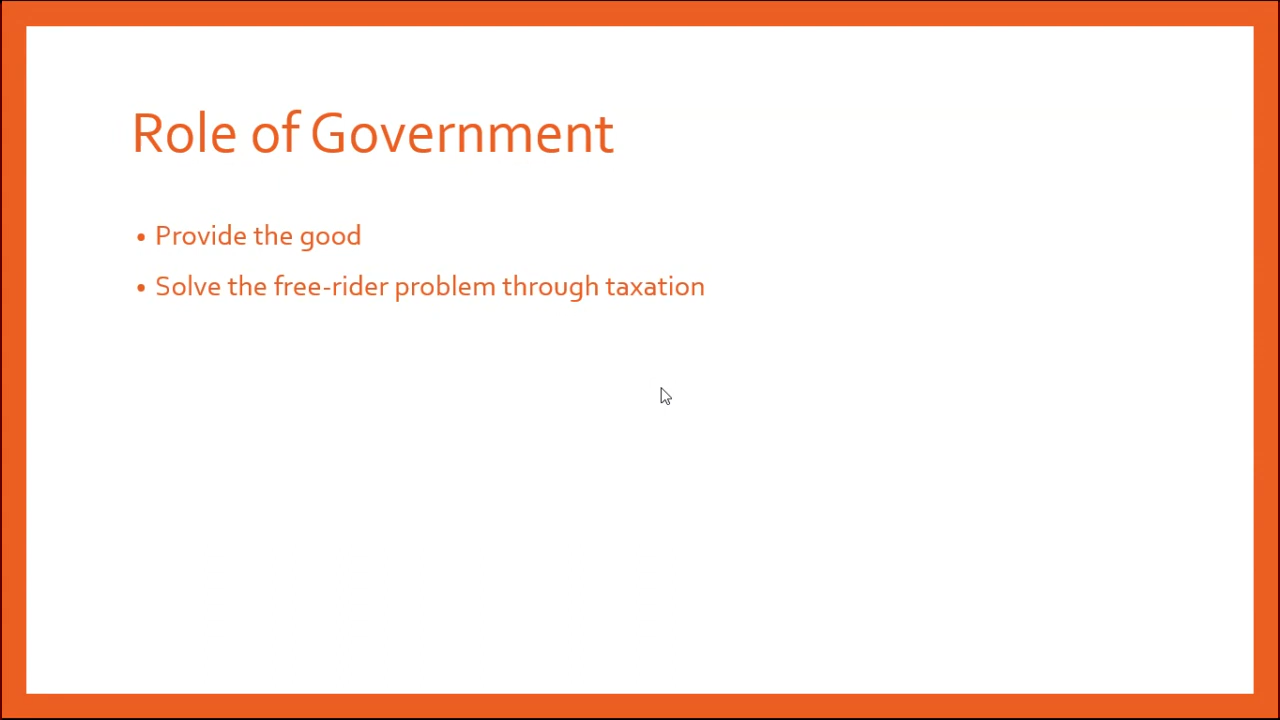 Role of Government
• Provide the good
• Solve the free-rider problem through taxation